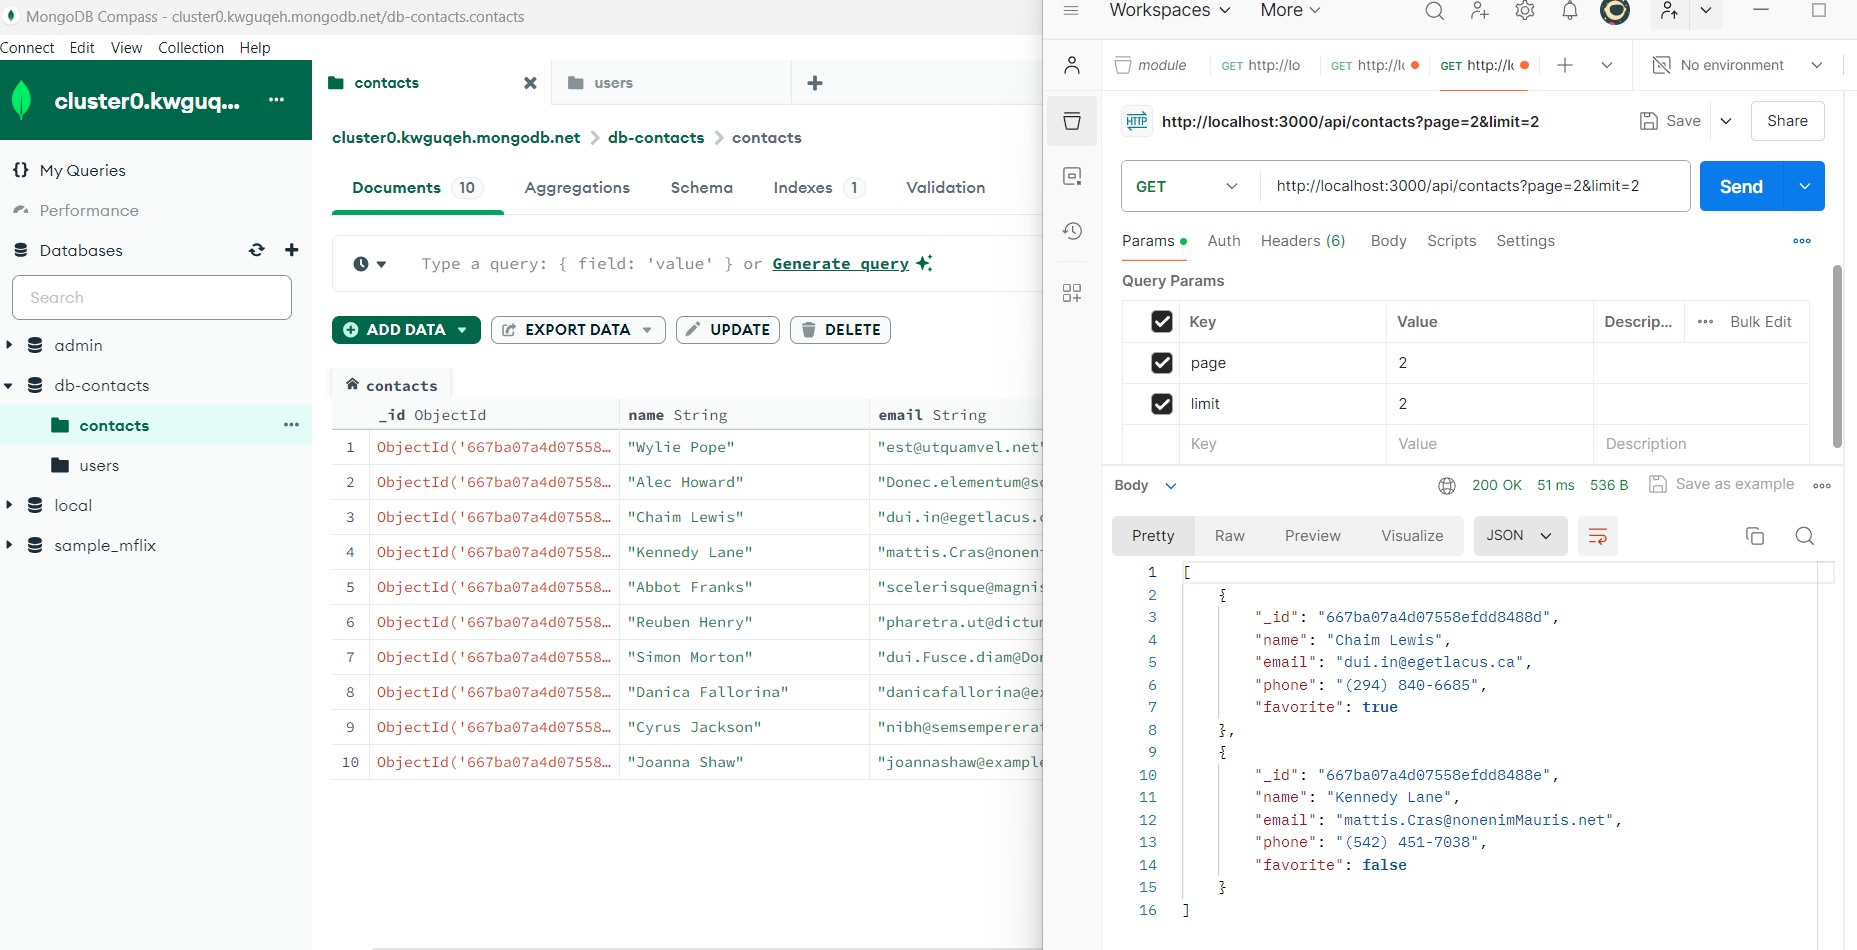 MongoDB Compass - cluster0.kwguqeh.mongodb.net/db-contacts.contacts
Connect Edit View Collection Help
cluster0.kwguq... ...
My Queries
Performance
Databases
Search
admin
db-contacts
contacts ...
users
local
sample_mflix
contacts users
cluster0.kwguqeh.mongodb.net > db-contacts > contacts
Documents 10 Aggregations Schema Indexes 1 Validation
Type a query: { field: 'value' } or Generate query
ADD DATA EXPORT DATA UPDATE DELETE
contacts
_id ObjectId name String email String
1 ObjectId('667ba07a4d07558... "Wylie Pope" "est@utquamvel.net"
2 ObjectId('667ba07a4d07558... "Alec Howard" "Donec.elementum@sc
3 ObjectId('667ba07a4d07558... "Chaim Lewis" "dui.in@egetlacus.c
4 ObjectId('667ba07a4d07558... "Kennedy Lane" "mattis.Cras@nonen
5 ObjectId('667ba07a4d07558... "Abbot Franks" "scelerisque@magnis
6 ObjectId('667ba07a4d07558... "Reuben Henry" "pharetra.ut@dictum
7 ObjectId('667ba07a4d07558... "Simon Morton" "dui.Fusce.diam@Don
8 ObjectId('667ba07a4d07558... "Danica Fallorina" "danicafallorina@ex
9 ObjectId('667ba07a4d07558... "Cyrus Jackson" "nibh@semsempererat
10 ObjectId('667ba07a4d07558... "Joanna Shaw" "joannashaw@example
Workspaces More
module GET http://lo GET http://l GET http://l No environment
HTTP http://localhost:3000/api/contacts?page=2&limit=2 Save Share
GET http://localhost:3000/api/contacts?page=2&limit=2 Send
Params Auth Headers (6) Body Scripts Settings
Query Params
Key Value Descrip... Bulk Edit
page 2
limit 2
Key Value Description
Body 200 OK 51 ms 536 B Save as example
Pretty Raw Preview Visualize JSON
1 [
2 {
3 "_id": "667ba07a4d07558efdd8488d",
4 "name": "Chaim Lewis",
5 "email": "dui.in@egetlacus.ca",
6 "phone": "(294) 840-6685",
7 "favorite": true
8 },
9 {
10 "_id": "667ba07a4d07558efdd8488e",
11 "name": "Kennedy Lane",
12 "email": "mattis.Cras@nonenimMauris.net",
13 "phone": "(542) 451-7038",
14 "favorite": false
15 }
16 ]